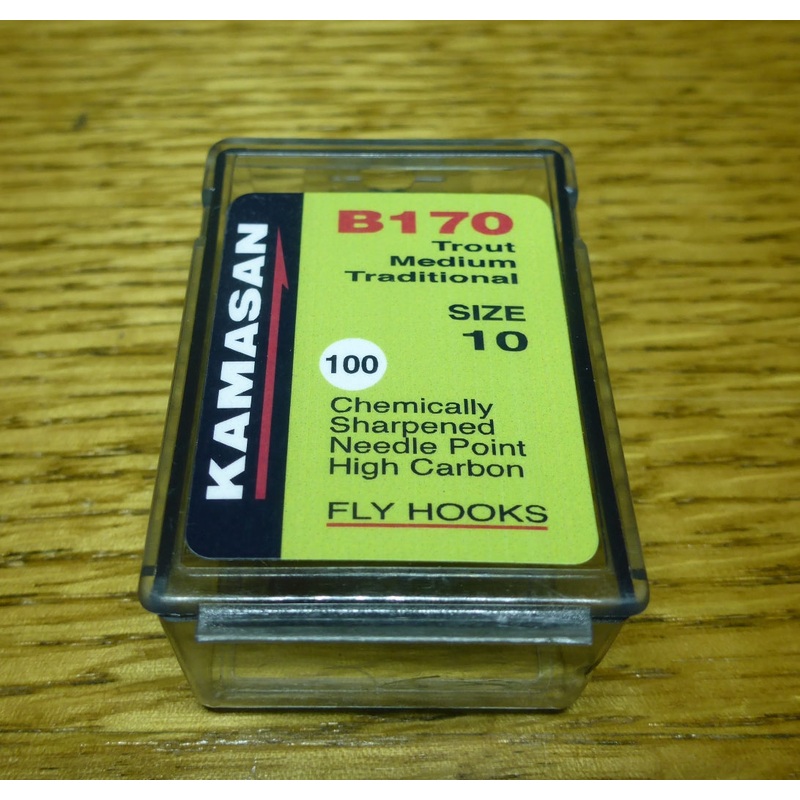 KAMASAN
B170
Trout
Medium
Traditional
SIZE
10
100
Chemically
Sharpened
Needle Point
High Carbon
FLY HOOKS